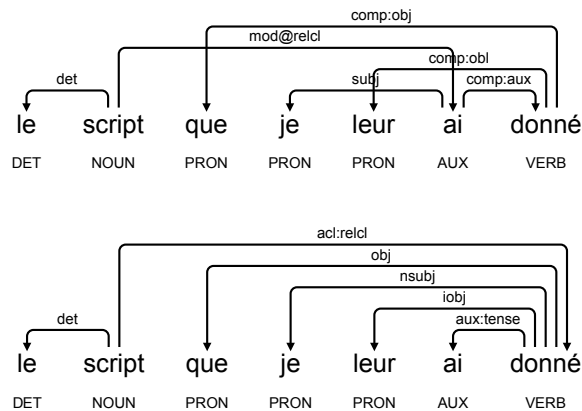 comp:obj
mod@relcl
comp:obl
det subj comp:aux
le script que je leur ai donné
DET NOUN PRON PRON PRON AUX VERB
acl:relcl
obj
nsubj
iobj
det aux:tense
le script que je leur ai donné
DET NOUN PRON PRON PRON AUX VERB